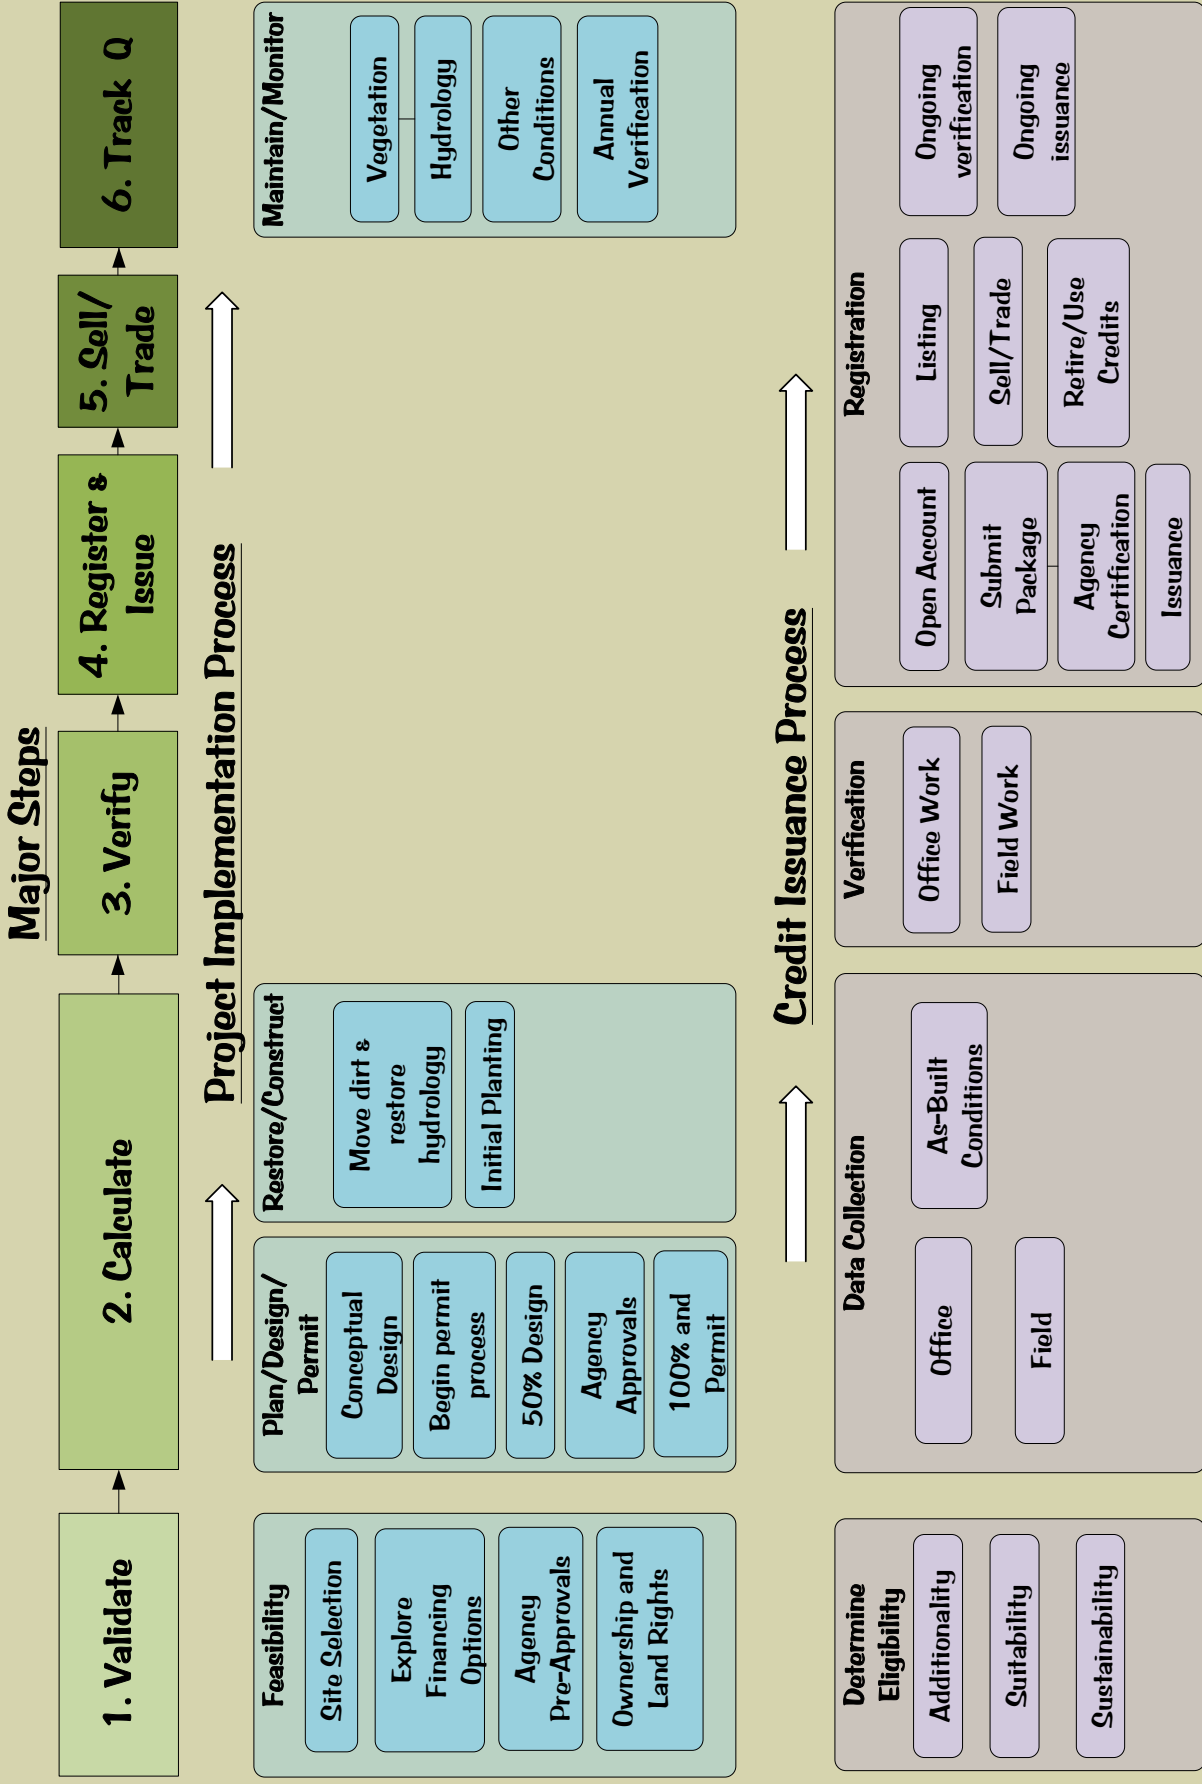 Major Steps
1. Validate
2. Calculate
3. Verify
4. Register &
Issue
5. Sell/
Trade
6. Track Q
Project Implementation Process
Feasibility
Site Selection
Explore
Financing
Options
Agency
Pre-Approvals
Ownership and
Land Rights
Plan/Design/
Permit
Conceptual
Design
Begin permit
process
50% Design
Agency
Approvals
100% and
Permit
Restore/Construct
Move dirt &
restore
hydrology
Initial Planting
Maintain/Monitor
Vegetation
Hydrology
Other
Conditions
Annual
Verification
Credit Issuance Process
Determine
Eligibility
Additionality
Suitability
Sustainability
Data Collection
Office
Field
As-Built
Conditions
Verification
Office Work
Field Work
Registration
Open Account
Submit
Package
Agency
Certification
Issuance
Listing
Sell/Trade
Retire/Use
Credits
Ongoing
verification
Ongoing
issuance